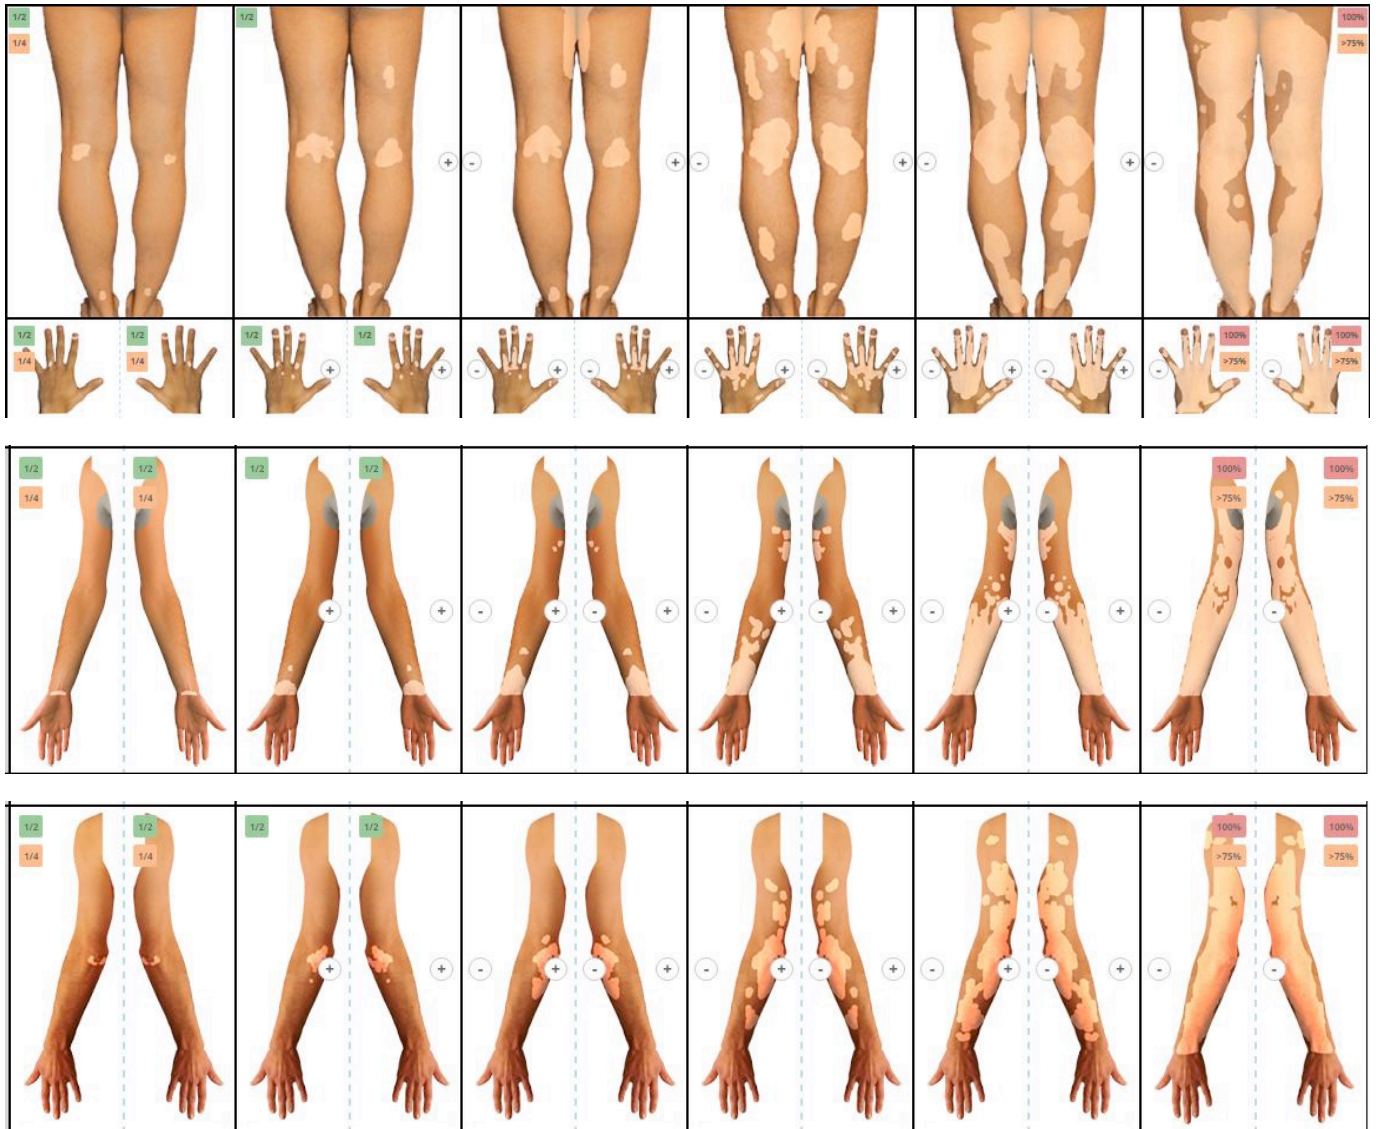 1/2 1/2 100%
1/4 >75%
+ - + - + - + -
1/2 1/2 1/2 1/2 100% 100%
1/4 1/4 + + - + - + - + - + - + - + - >75% - >75%
1/2 1/2 1/2 1/2 100% 100%
1/4 1/4 >75% >75%
+ + - + - + - + - + - + - + -
1/2 1/2 1/2 1/2 100% 100%
1/4 1/4 >75% >75%
+ + - + - + - + - + - + - + -